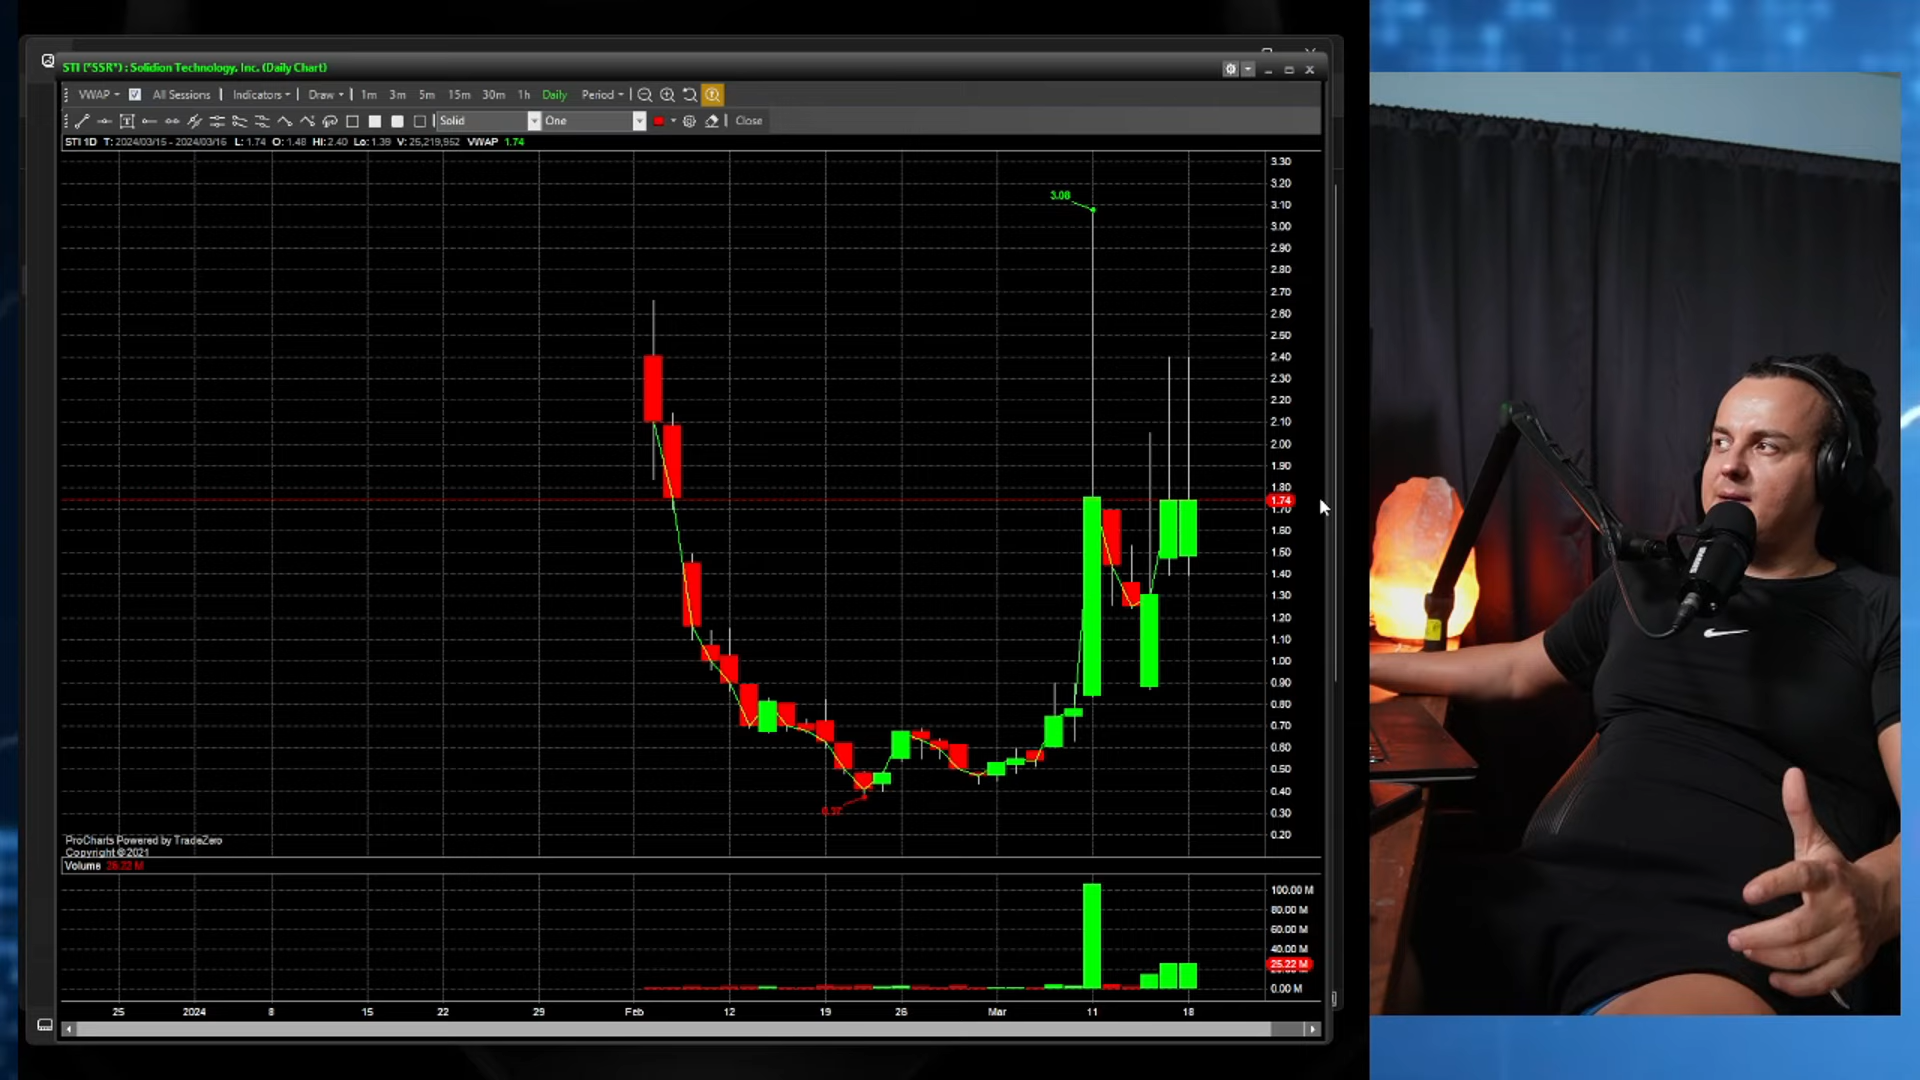 STI (*SSR*) : Solidion Technology, Inc. (Daily Chart)
VWAP All Sessions Indicators Draw 1m 3m 5m 15m 30m 1h Daily Period
Solid One Close
STI 1D T: 2024/03/15 - 2024/03/16 L: 1.74 O: 1.48 Hi: 2.40 Lo: 1.39 V: 25,219,952 VWAP 1.74
3.30
3.20
3.08
3.10
3.00
2.90
2.80
2.70
2.60
2.50
2.40
2.30
2.20
2.10
2.00
1.90
1.80
1.74
1.70
1.60
1.50
1.40
1.30
1.20
1.10
1.00
0.90
0.80
0.70
0.60
0.50
0.40
0.37
0.30
0.20
ProCharts Powered by TradeZero
Copyright © 2021
Volume 25.22 M
100.00 M
80.00 M
60.00 M
40.00 M
25.22 M
0.00 M
25 2024 8 15 22 29 Feb 12 19 26 Mar 11 18